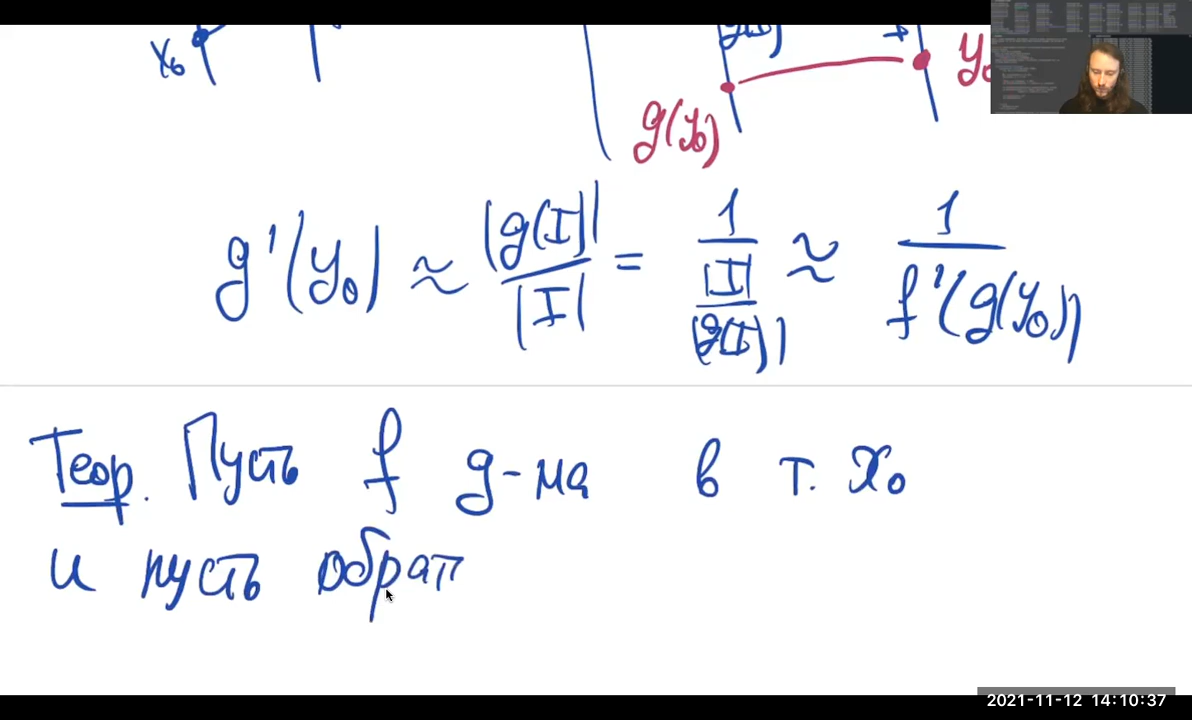 x₀ g(I) y₀
g(y₀)
g'(y₀) ≈ |g(I)| / |I| = 1 / (|I| / |g(I)|) ≈ 1 / f'(g(y₀))
Теор. Пусть f д-ма в т. x₀
и пусть обрат
2021-11-12 14:10:37